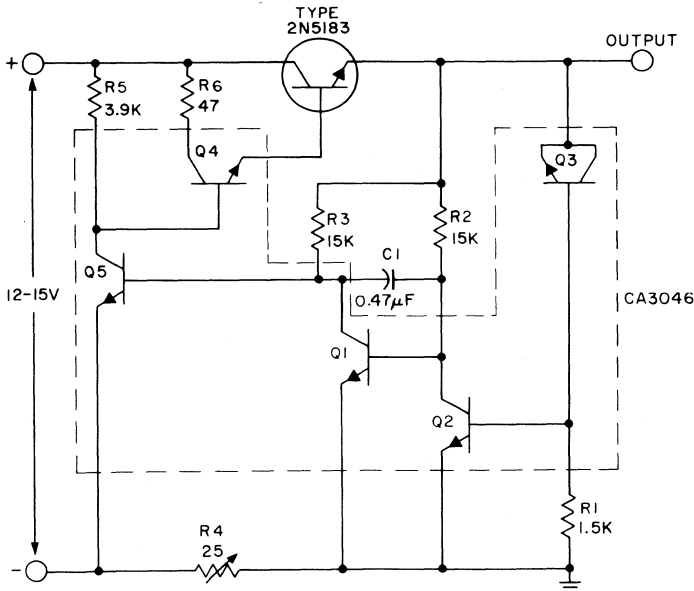 TYPE
2N5183
OUTPUT
+
R5
3.9K
R6
47
Q4
Q3
R3
15K
R2
15K
C1
0.47µF
Q5
12-15V
CA3046
Q1
Q2
R4
25
R1
1.5K
-